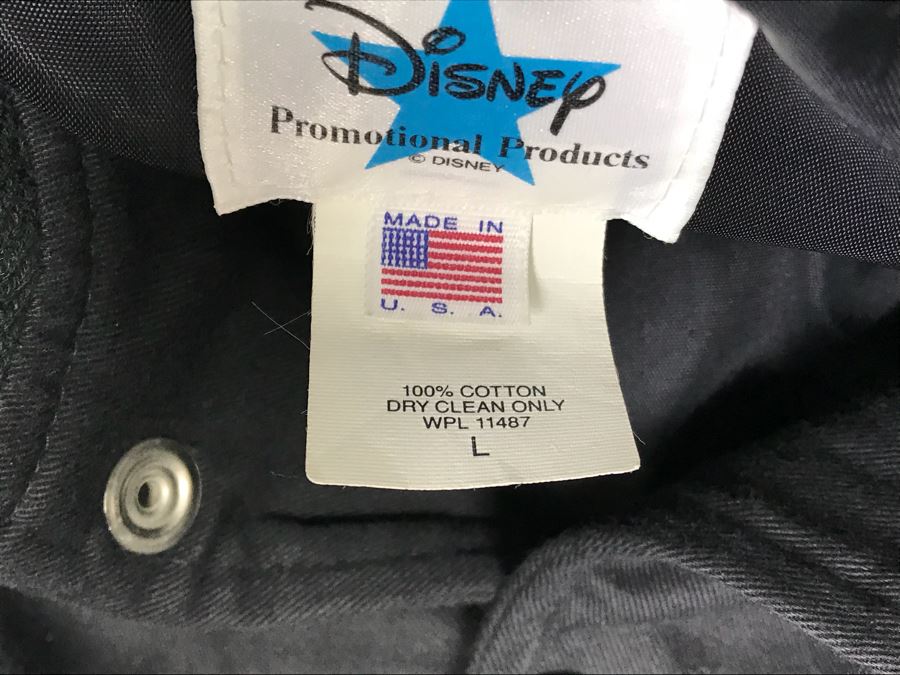 Disney
Promotional Products
© DISNEY
MADE IN
U. S. A.
100% COTTON
DRY CLEAN ONLY
WPL 11487
L